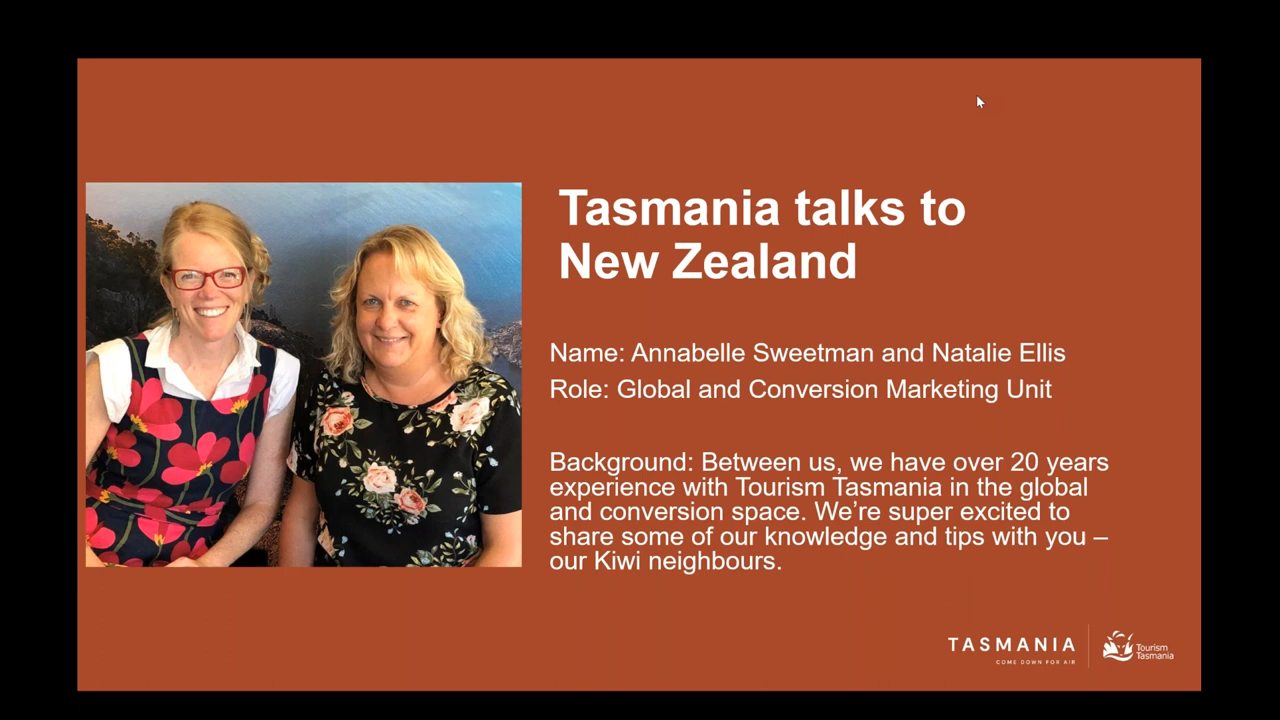 Tasmania talks to
New Zealand
Name: Annabelle Sweetman and Natalie Ellis
Role: Global and Conversion Marketing Unit
Background: Between us, we have over 20 years
experience with Tourism Tasmania in the global
and conversion space. We’re super excited to
share some of our knowledge and tips with you –
our Kiwi neighbours.
TASMANIA
COME DOWN FOR AIR
Tourism
Tasmania